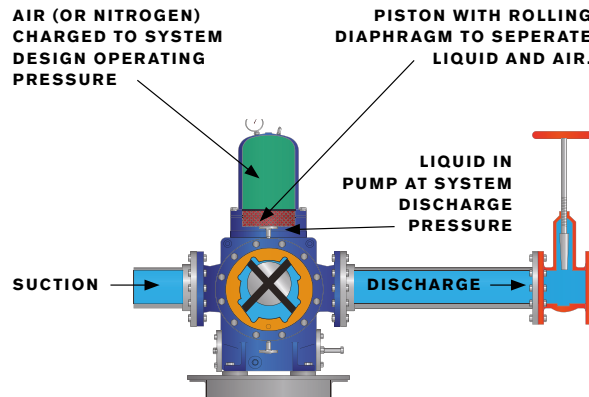 AIR (OR NITROGEN)
CHARGED TO SYSTEM
DESIGN OPERATING
PRESSURE
PISTON WITH ROLLING
DIAPHRAGM TO SEPERATE
LIQUID AND AIR.
LIQUID IN
PUMP AT SYSTEM
DISCHARGE
PRESSURE
SUCTION
DISCHARGE